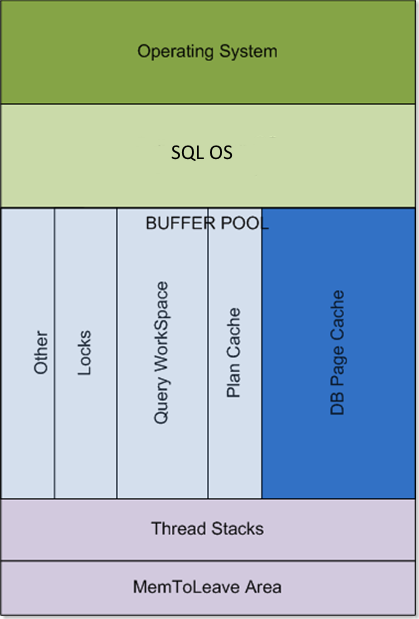 Operating System
SQL OS
BUFFER POOL
Other
Locks
Query WorkSpace
Plan Cache
DB Page Cache
Thread Stacks
MemToLeave Area